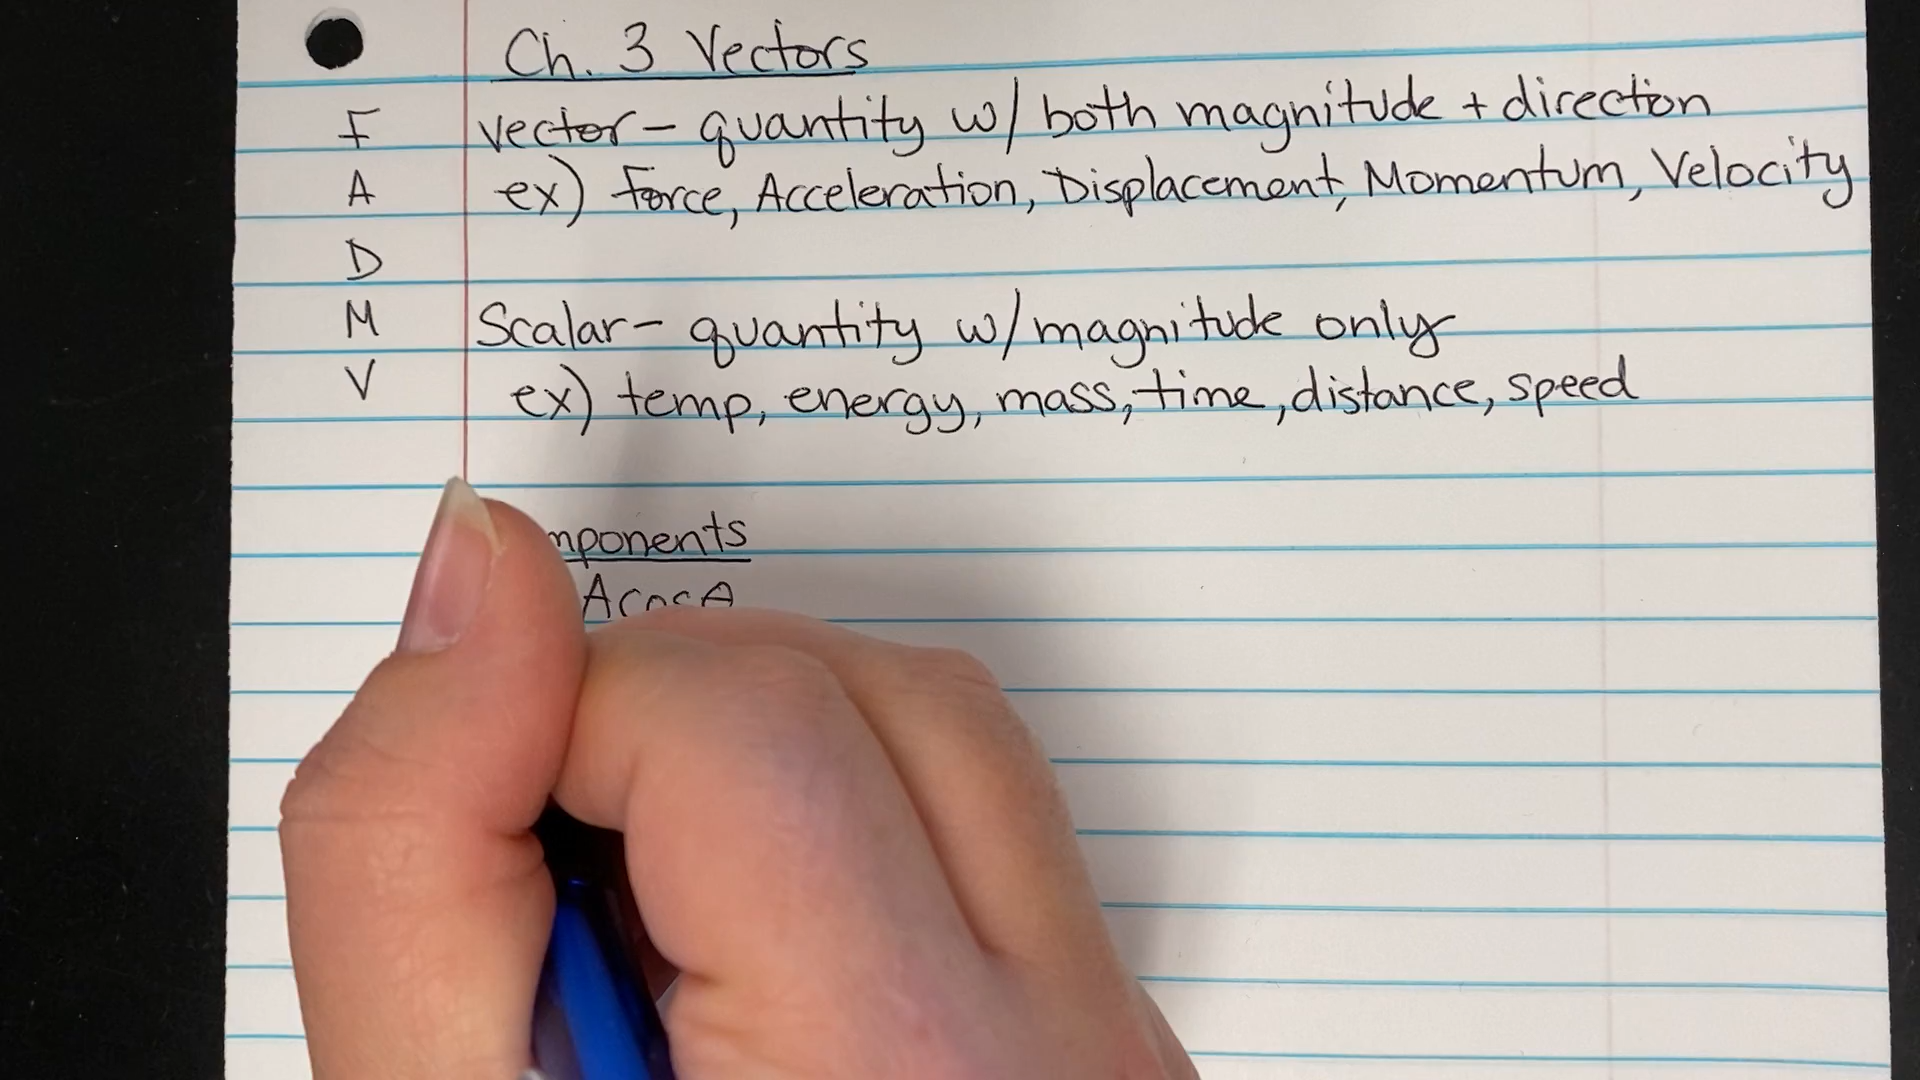 Ch. 3 Vectors
F vector - quantity w/ both magnitude + direction
A ex) Force, Acceleration, Displacement, Momentum, Velocity
D
M Scalar - quantity w/ magnitude only
V ex) temp, energy, mass, time, distance, speed
mponents
Acosθ